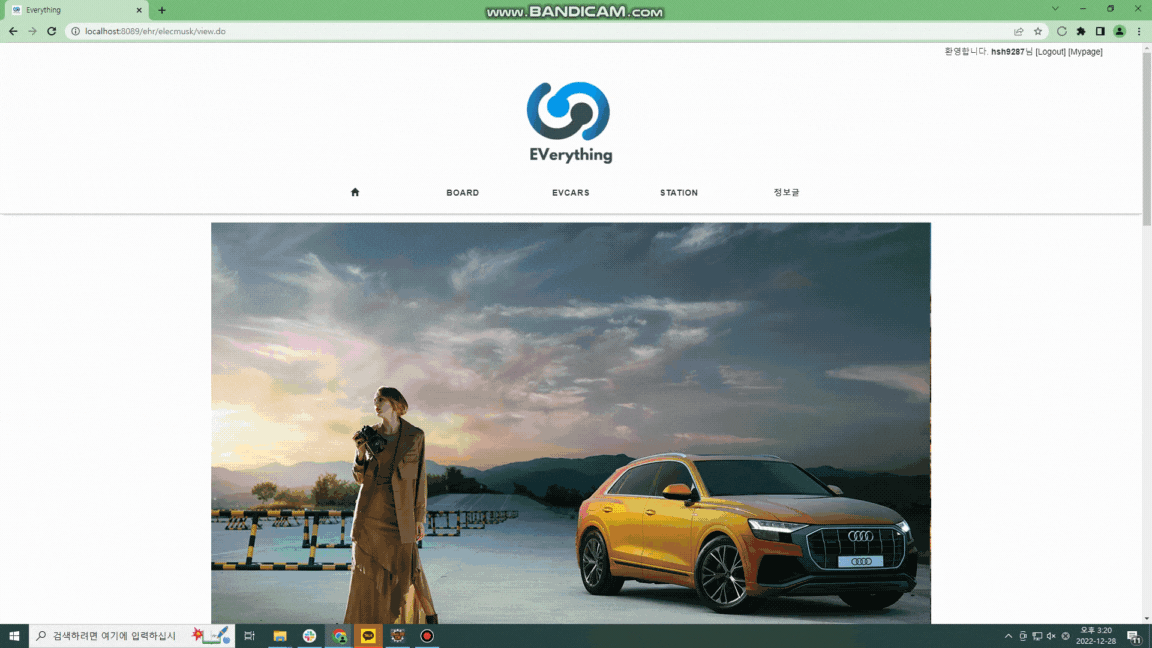 www.BANDICAM.com
Everything
localhost:8089/ehr/elecmusk/view.do
환영합니다. hsh9287님 [Logout] [Mypage]
EVerything
BOARD
EVCARS
STATION
정보글
검색하려면 여기에 입력하십시
오후 3:20
2022-12-28
11